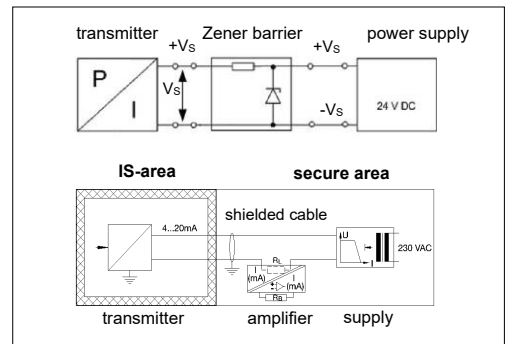 transmitter +Vs Zener barrier +Vs power supply
P
I
Vs
24 V DC
-Vs
IS-area secure area
4...20mA
shielded cable
U
I
230 VAC
RL
I
(mA)
I
(mA)
RB
transmitter amplifier supply